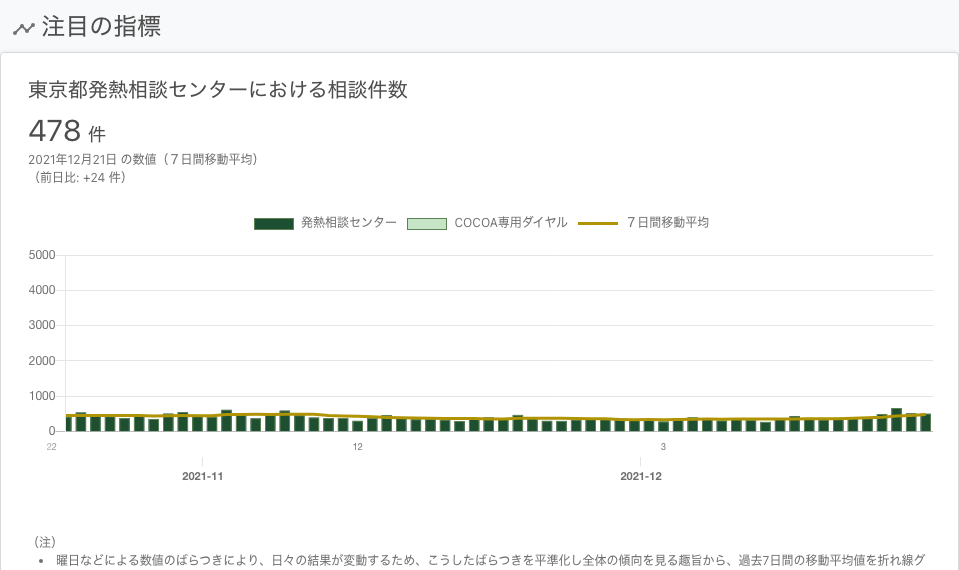 注目の指標
東京都発熱相談センターにおける相談件数
478 件
2021年12月21日 の数値（７日間移動平均）
（前日比: +24 件）
発熱相談センター COCOA専用ダイヤル ７日間移動平均
5000
4000
3000
2000
1000
0
22 12 3
2021-11 2021-12
（注）
• 曜日などによる数値のばらつきにより、日々の結果が変動するため、こうしたばらつきを平準化し全体の傾向を見る趣旨から、過去7日間の移動平均値を折れ線グ